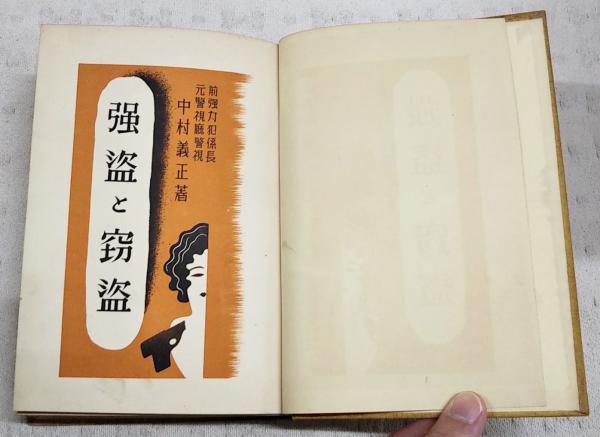 前强力犯係長
元警視廳警視
中村義正著
强盗と窃盗